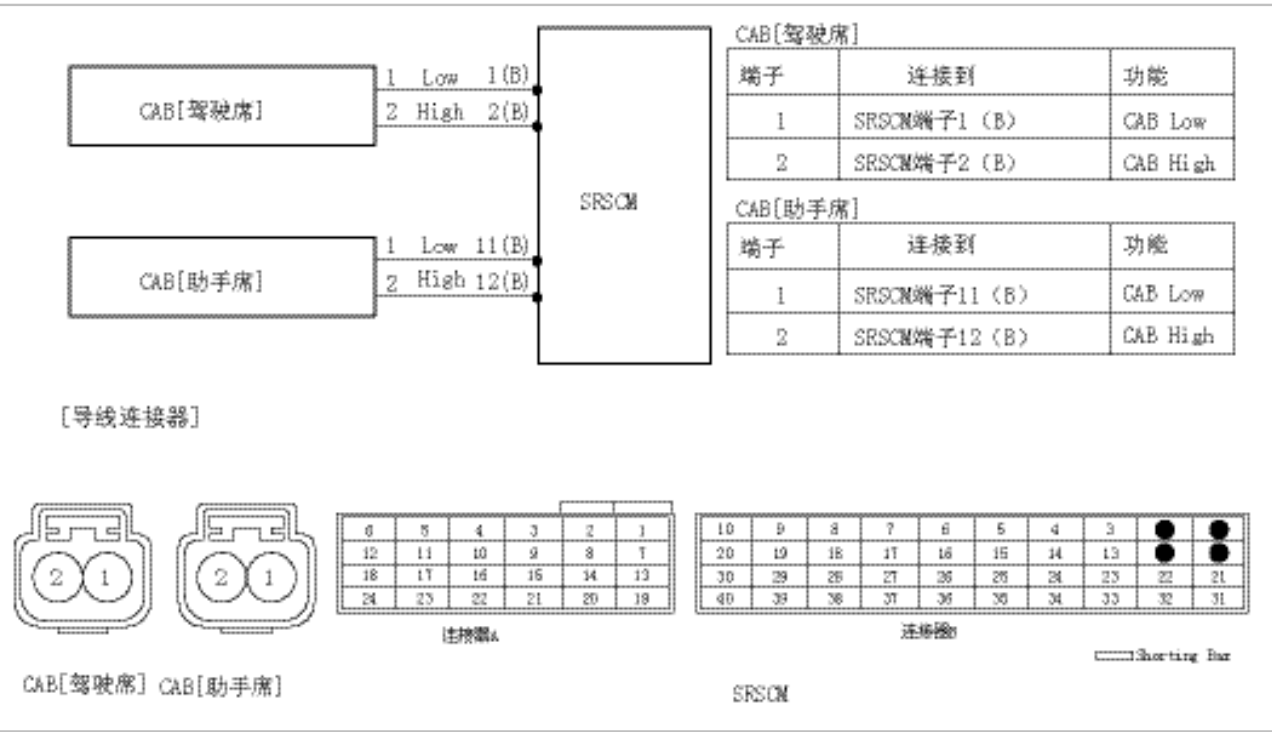 CAB[驾驶席]
1 Low 1(B)
2 High 2(B)
CAB[助手席]
1 Low 11(B)
2 High 12(B)
SRSCM
CAB[驾驶席]
端子 连接到 功能
1 SRSCM端子1（B） CAB Low
2 SRSCM端子2（B） CAB High
CAB[助手席]
端子 连接到 功能
1 SRSCM端子11（B） CAB Low
2 SRSCM端子12（B） CAB High
[导线连接器]
2 1
CAB[驾驶席]
2 1
CAB[助手席]
6 5 4 3 2 1
12 11 10 9 8 7
18 17 16 15 14 13
24 23 22 21 20 19
连接器A
10 9 8 7 6 5 4 3
20 19 18 17 16 15 14 13
30 29 28 27 26 25 24 23 22 21
40 39 38 37 36 35 34 33 32 31
连接器B
Shorting Bar
SRSCM